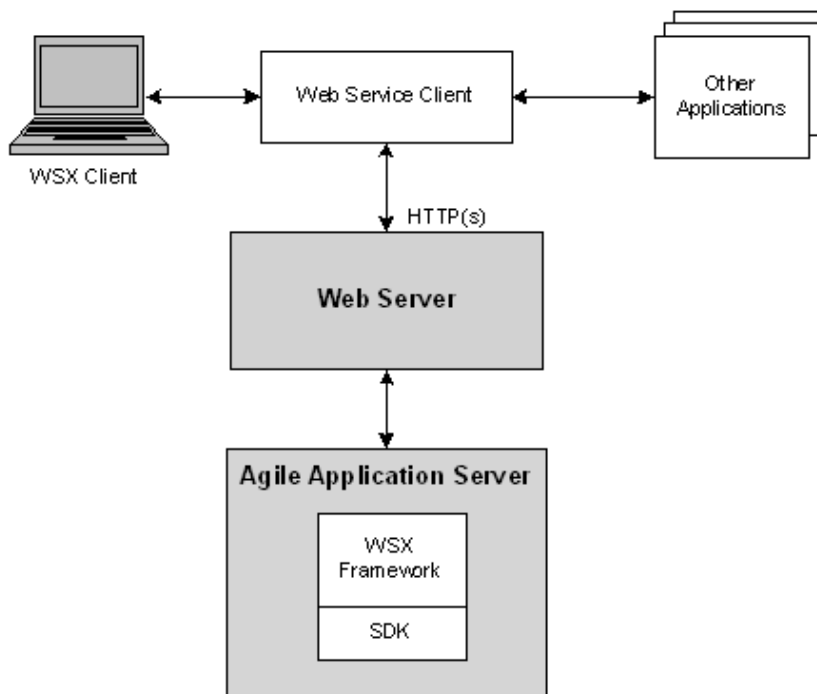 Web Service Client
Other
Applications
WSX Client
HTTP(s)
Web Server
Agile Application Server
WSX
Framework
SDK